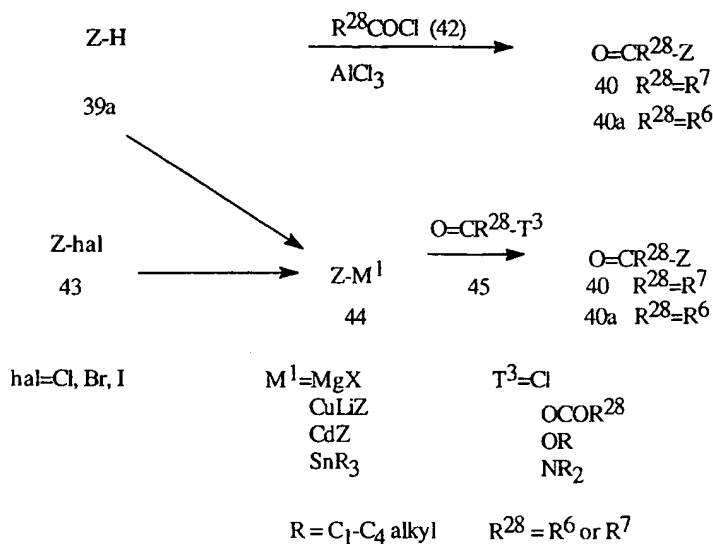 Z-H
R²⁸COCl (42)
AlCl₃
O=CR²⁸-Z
40 R²⁸=R⁷
40a R²⁸=R⁶
39a
Z-hal
43
Z-M¹
44
O=CR²⁸-T³
45
O=CR²⁸-Z
40 R²⁸=R⁷
40a R²⁸=R⁶
hal=Cl, Br, I
M¹=MgX
CuLiZ
CdZ
SnR₃
T³=Cl
OCOR²⁸
OR
NR₂
R = C₁-C₄ alkyl
R²⁸ = R⁶ or R⁷